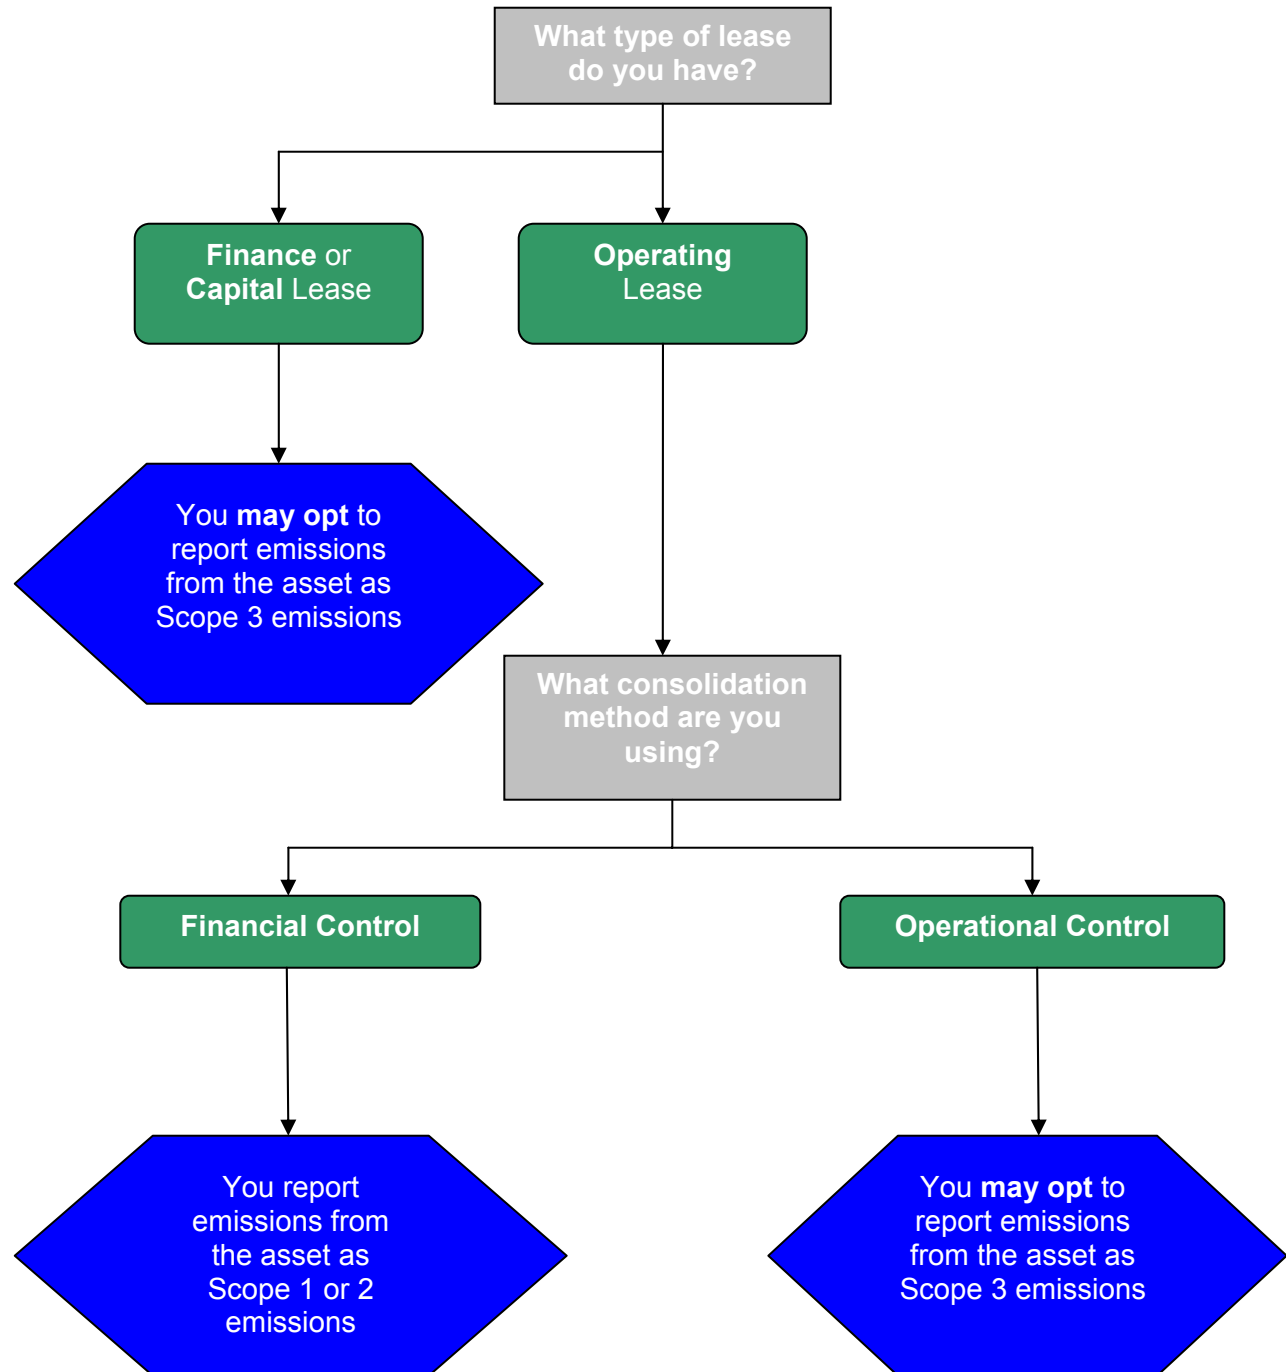 What type of lease
do you have?
Finance or
Capital Lease
Operating
Lease
You may opt to
report emissions
from the asset as
Scope 3 emissions
What consolidation
method are you
using?
Financial Control
Operational Control
You report
emissions from
the asset as
Scope 1 or 2
emissions
You may opt to
report emissions
from the asset as
Scope 3 emissions